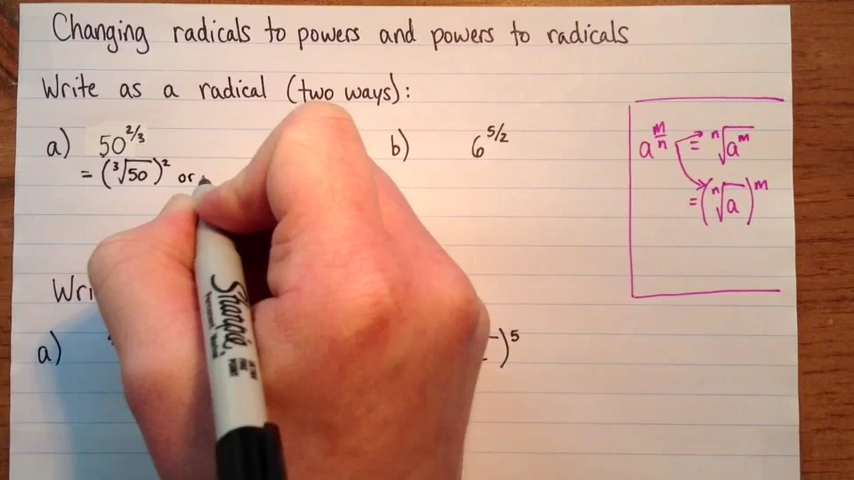 Changing radicals to powers and powers to radicals
Write as a radical (two ways):
a) 50^{2/3}
= (∛50)² or
b) 6^{5/2}
a^{m/n} = ⁿ√a^m
= (ⁿ√a)^m
Wri
a)
)⁵
Sharpie